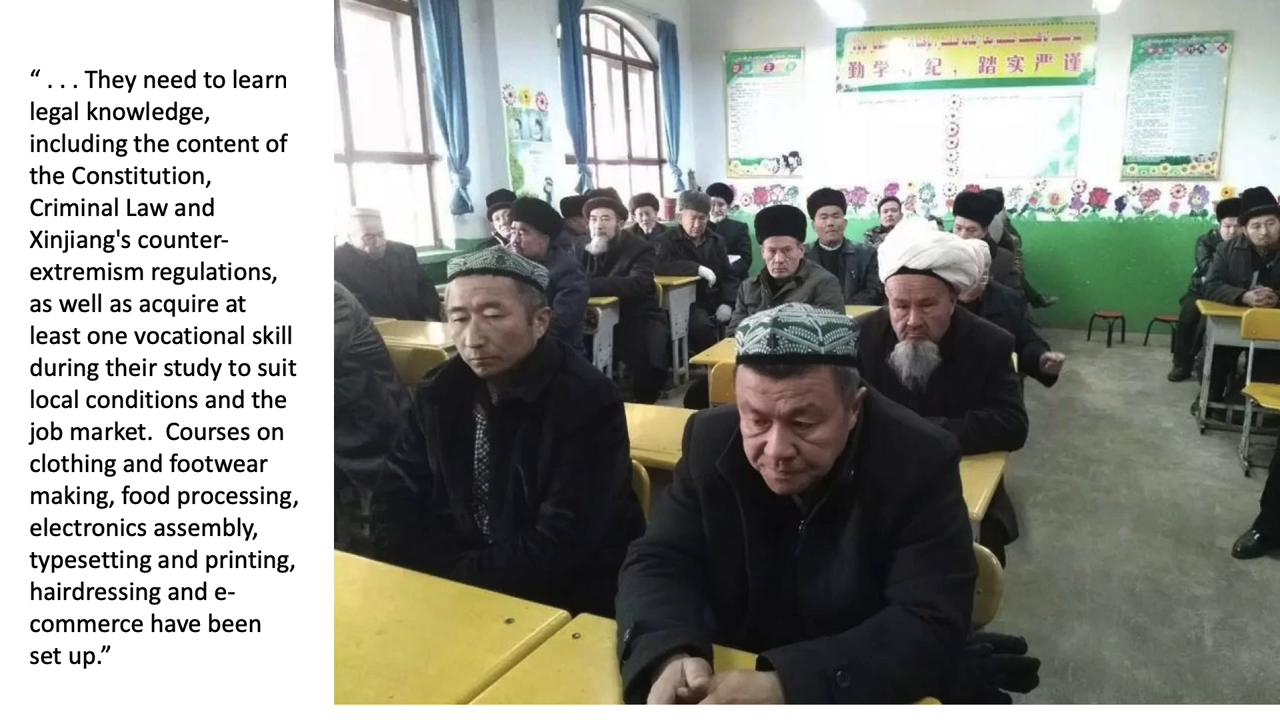 “ . . . They need to learn
legal knowledge,
including the content of
the Constitution,
Criminal Law and
Xinjiang's counter-
extremism regulations,
as well as acquire at
least one vocational skill
during their study to suit
local conditions and the
job market.  Courses on
clothing and footwear
making, food processing,
electronics assembly,
typesetting and printing,
hairdressing and e-
commerce have been
set up.”
勤学 纪，踏实严谨